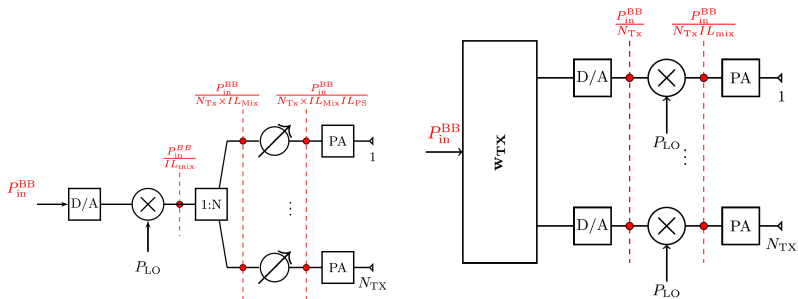 P_in^BB
D/A
P_LO
P_in^BB / IL_mix
1:N
P_in^BB / N_Tx × IL_Mix
P_in^BB / N_Tx × IL_Mix IL_PS
PA
1
⋮
PA
N_TX
P_in^BB
W_TX
D/A
P_in^BB / N_Tx
P_LO
P_in^BB / N_Tx IL_mix
PA
1
⋮
D/A
P_LO
PA
N_TX